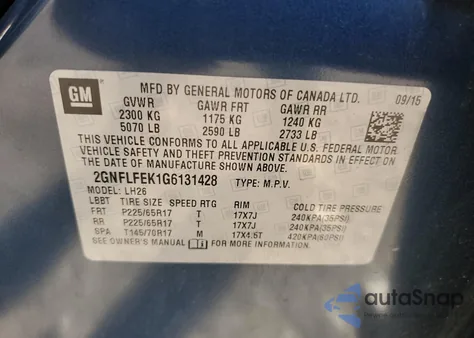 GM
MFD BY GENERAL MOTORS OF CANADA LTD.
09/15
GVWR GAWR FRT GAWR RR
2300 KG 1175 KG 1240 KG
5070 LB 2590 LB 2733 LB
THIS VEHICLE CONFORMS TO ALL APPLICABLE U.S. FEDERAL MOTOR
VEHICLE SAFETY, BUMPER, AND THEFT PREVENTION STANDARDS
IN EFFECT ON THE DATE OF MANUFACTURE SHOWN ABOVE.
2GNFLFEK1G6131428 TYPE: M.P.V.
MODEL: LH26
LBBT TIRE SIZE SPEED RTG RIM COLD TIRE PRESSURE
FRT P225/65R17 T 17X7J 240KPA(35PSI)
RR P225/65R17 T 17X7J 240KPA(35PSI)
SPA T145/70R17 M 17X4.5T 420KPA(60PSI)
SEE OWNER'S MANUAL FOR MORE INFORMATION.
autoSnap